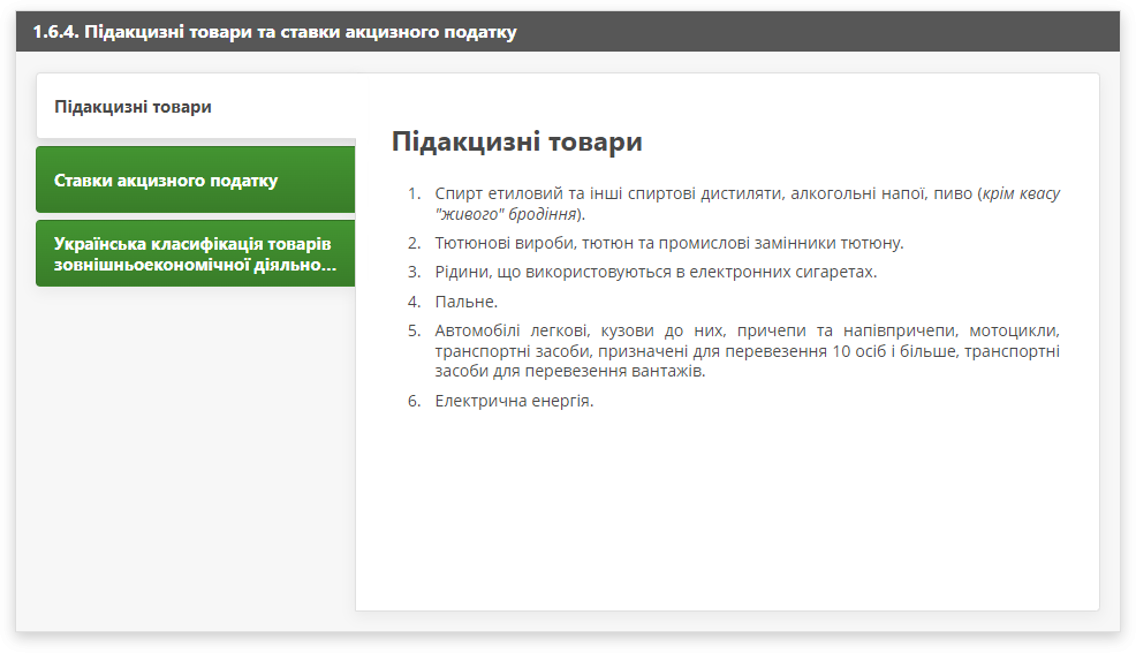 1.6.4. Підакцизні товари та ставки акцизного податку
Підакцизні товари
Ставки акцизного податку
Українська класифікація товарів
зовнішньоекономічної діяльно...
Підакцизні товари
1. Спирт етиловий та інші спиртові дистиляти, алкогольні напої, пиво (крім квасу
"живого" бродіння).
2. Тютюнові вироби, тютюн та промислові замінники тютюну.
3. Рідини, що використовуються в електронних сигаретах.
4. Пальне.
5. Автомобілі легкові, кузови до них, причепи та напівпричепи, мотоцикли,
транспортні засоби, призначені для перевезення 10 осіб і більше, транспортні
засоби для перевезення вантажів.
6. Електрична енергія.